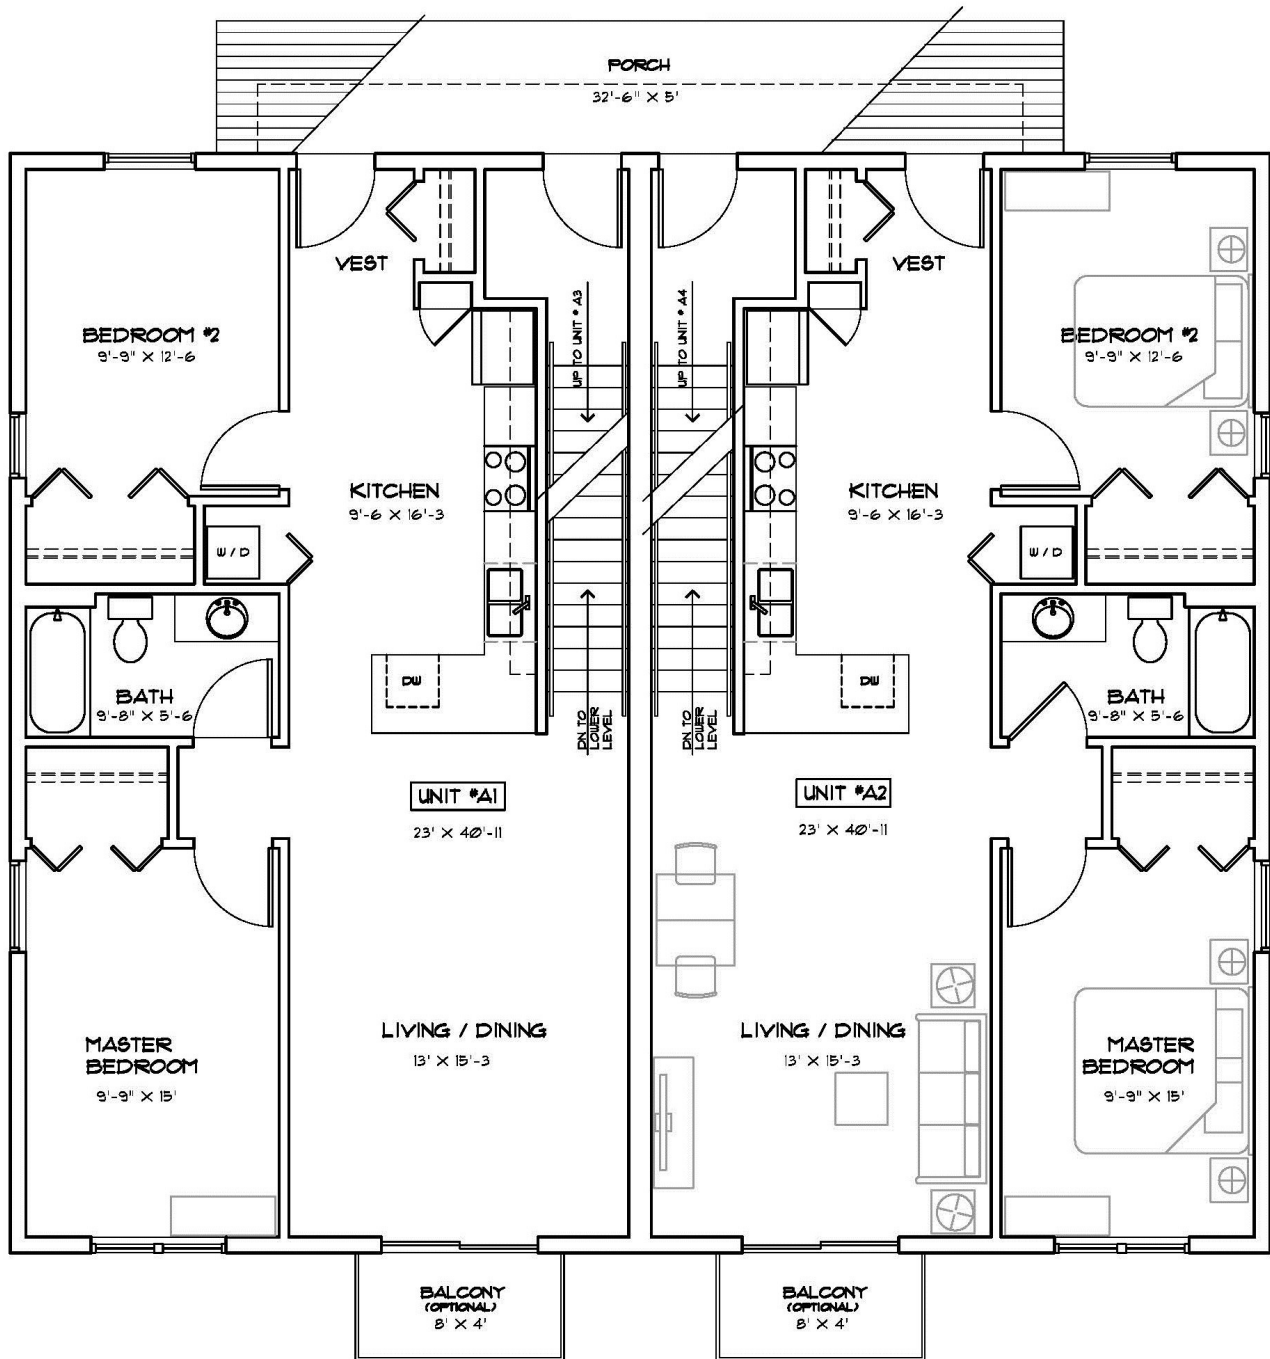 PORCH
32'-6" X 5'
VEST
VEST
UP TO UNIT # A3
UP TO UNIT # A4
BEDROOM #2
9'-9" X 12'-6
BEDROOM #2
9'-9" X 12'-6
KITCHEN
9'-6 X 16'-3
KITCHEN
9'-6 X 16'-3
W / D
W / D
DW
DW
BATH
9'-8" X 5'-6
BATH
9'-8" X 5'-6
DN TO
LOWER
LEVEL
DN TO
LOWER
LEVEL
UNIT #A1
23' X 40'-11
UNIT #A2
23' X 40'-11
MASTER
BEDROOM
9'-9" X 15'
LIVING / DINING
13' X 15'-3
LIVING / DINING
13' X 15'-3
MASTER
BEDROOM
9'-9" X 15'
BALCONY
(OPTIONAL)
8' X 4'
BALCONY
(OPTIONAL)
8' X 4'